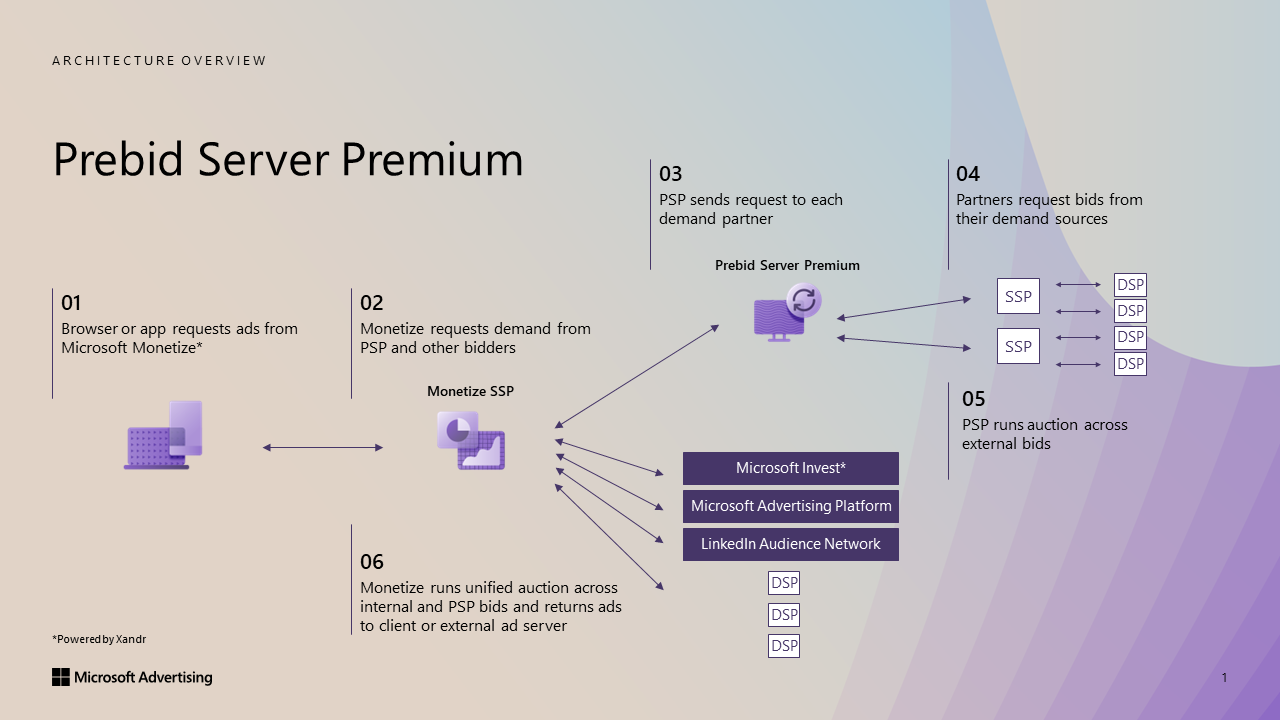 ARCHITECTURE OVERVIEW
Prebid Server Premium
01
Browser or app requests ads from
Microsoft Monetize*
02
Monetize requests demand from
PSP and other bidders
Monetize SSP
03
PSP sends request to each
demand partner
Prebid Server Premium
04
Partners request bids from
their demand sources
SSP
SSP
DSP
DSP
DSP
DSP
05
PSP runs auction across
external bids
Microsoft Invest*
Microsoft Advertising Platform
LinkedIn Audience Network
DSP
DSP
DSP
06
Monetize runs unified auction across
internal and PSP bids and returns ads
to client or external ad server
*Powered by Xandr
Microsoft Advertising
1